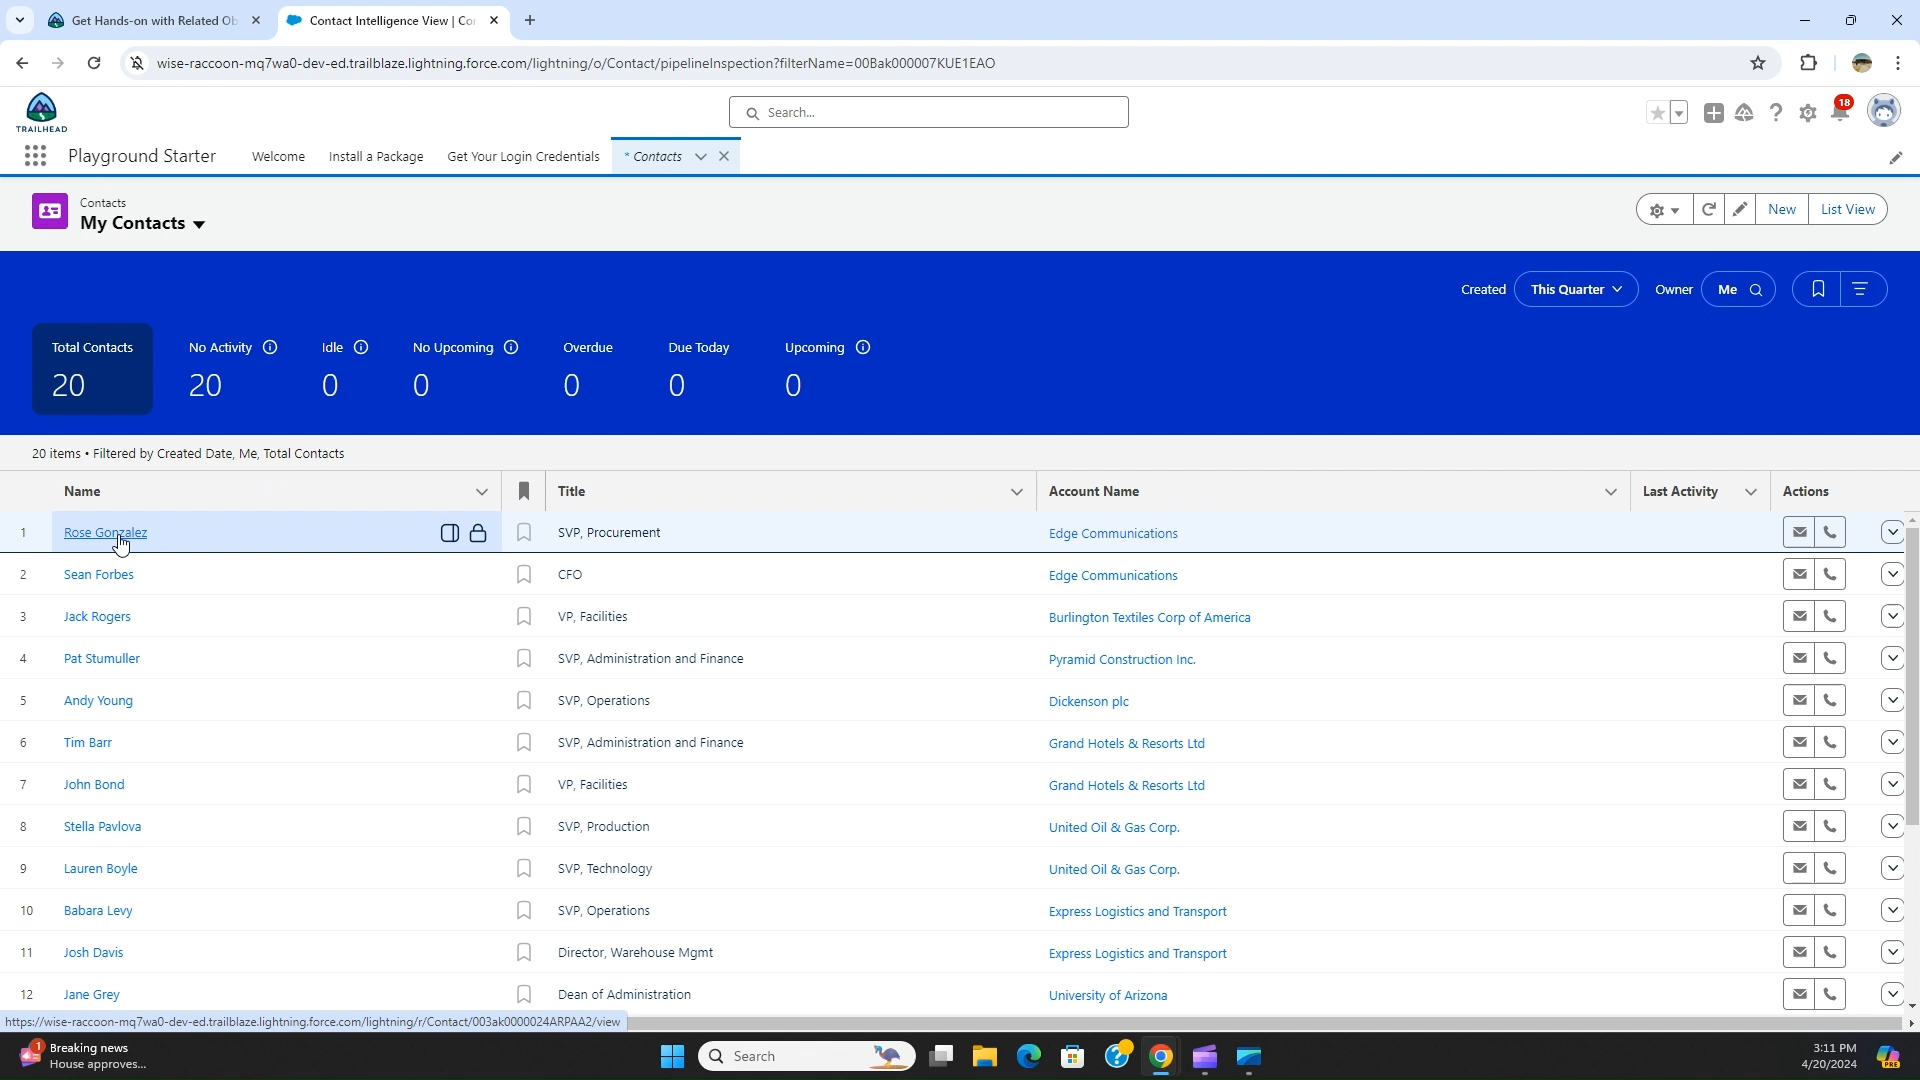 Get Hands-on with Related Ob
Contact Intelligence View | Co
wise-raccoon-mq7wa0-dev-ed.trailblaze.lightning.force.com/lightning/o/Contact/pipelineInspection?filterName=00Bak000007KUE1EAO
TRAILHEAD
Search...
18
Playground Starter
Welcome
Install a Package
Get Your Login Credentials
* Contacts
Contacts
My Contacts
New
List View
Created
This Quarter
Owner
Me
Total Contacts
20
No Activity
20
Idle
0
No Upcoming
0
Overdue
0
Due Today
0
Upcoming
0
20 items • Filtered by Created Date, Me, Total Contacts
Name Title Account Name Last Activity Actions
1 Rose Gonzalez SVP, Procurement Edge Communications
2 Sean Forbes CFO Edge Communications
3 Jack Rogers VP, Facilities Burlington Textiles Corp of America
4 Pat Stumuller SVP, Administration and Finance Pyramid Construction Inc.
5 Andy Young SVP, Operations Dickenson plc
6 Tim Barr SVP, Administration and Finance Grand Hotels & Resorts Ltd
7 John Bond VP, Facilities Grand Hotels & Resorts Ltd
8 Stella Pavlova SVP, Production United Oil & Gas Corp.
9 Lauren Boyle SVP, Technology United Oil & Gas Corp.
10 Babara Levy SVP, Operations Express Logistics and Transport
11 Josh Davis Director, Warehouse Mgmt Express Logistics and Transport
12 Jane Grey Dean of Administration University of Arizona
https://wise-raccoon-mq7wa0-dev-ed.trailblaze.lightning.force.com/lightning/r/Contact/003ak0000024ARPAA2/view
1
Breaking news
House approves...
Search
3:11 PM
4/20/2024
PRE